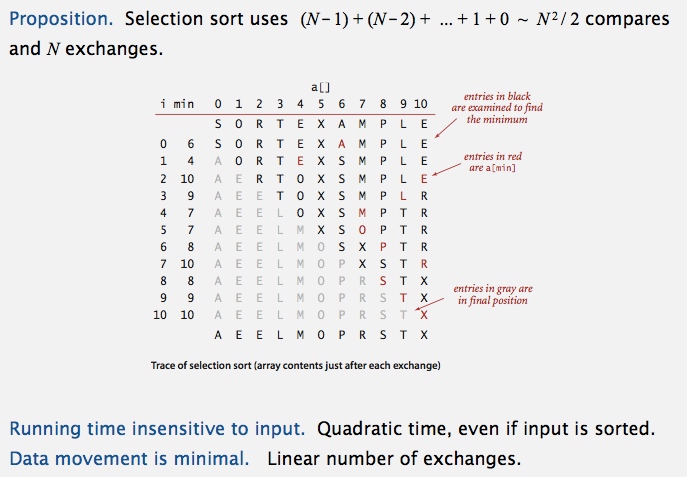 Proposition. Selection sort uses (N–1) + (N–2) + ... + 1 + 0 ~ N² / 2 compares
and N exchanges.
a[]
i min 0 1 2 3 4 5 6 7 8 9 10
S O R T E X A M P L E
0 6 S O R T E X A M P L E
1 4 A O R T E X S M P L E
2 10 A E R T O X S M P L E
3 9 A E E T O X S M P L R
4 7 A E E L O X S M P T R
5 7 A E E L M X S O P T R
6 8 A E E L M O S X P T R
7 10 A E E L M O P X S T R
8 8 A E E L M O P R S T X
9 9 A E E L M O P R S T X
10 10 A E E L M O P R S T X
A E E L M O P R S T X
entries in black
are examined to find
the minimum
entries in red
are a[min]
entries in gray are
in final position
Trace of selection sort (array contents just after each exchange)
Running time insensitive to input. Quadratic time, even if input is sorted.
Data movement is minimal. Linear number of exchanges.